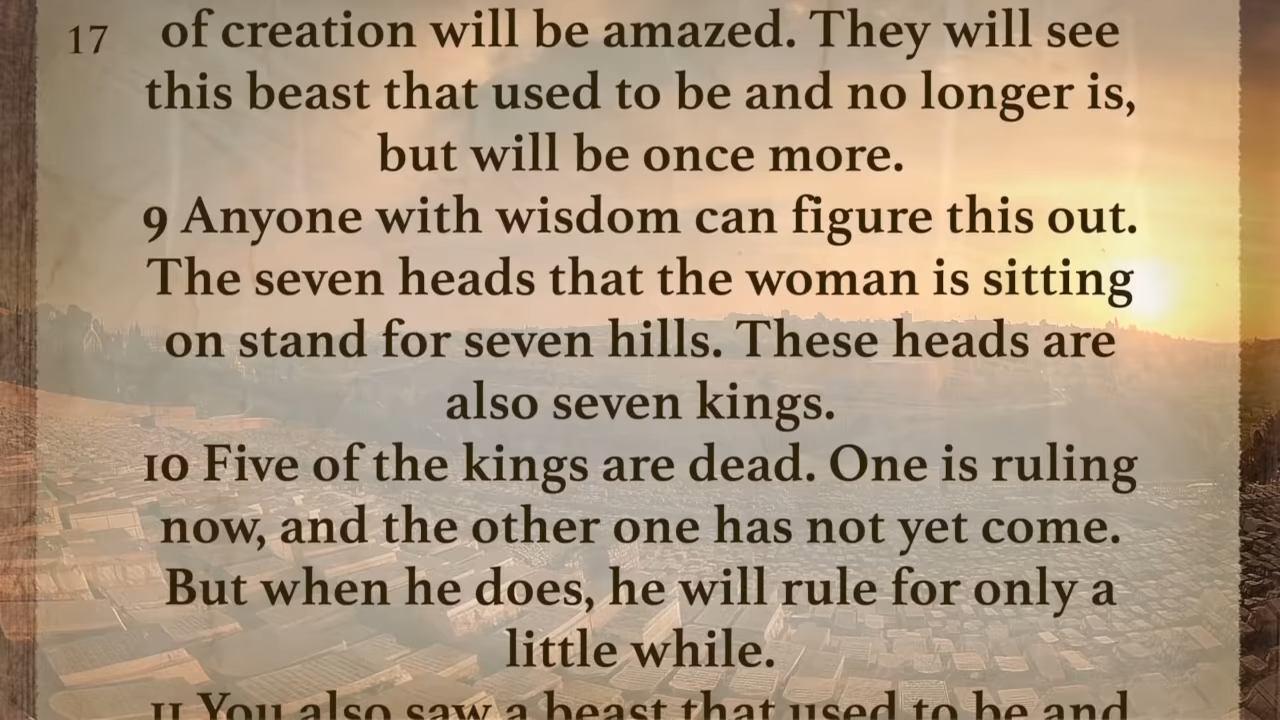 17 of creation will be amazed. They will see
this beast that used to be and no longer is,
but will be once more.
9 Anyone with wisdom can figure this out.
The seven heads that the woman is sitting
on stand for seven hills. These heads are
also seven kings.
10 Five of the kings are dead. One is ruling
now, and the other one has not yet come.
But when he does, he will rule for only a
little while.
11 You also saw a beast that used to be and